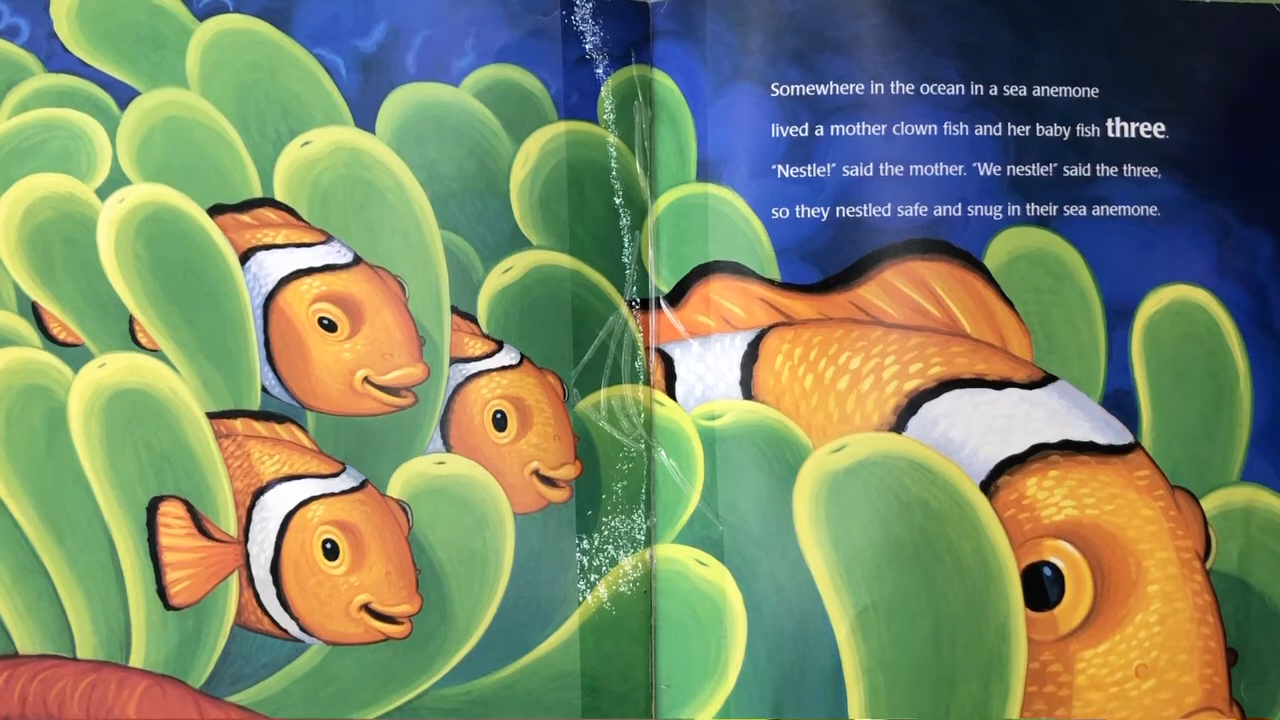 Somewhere in the ocean in a sea anemone
lived a mother clown fish and her baby fish three.
“Nestle!” said the mother. “We nestle!” said the three,
so they nestled safe and snug in their sea anemone.